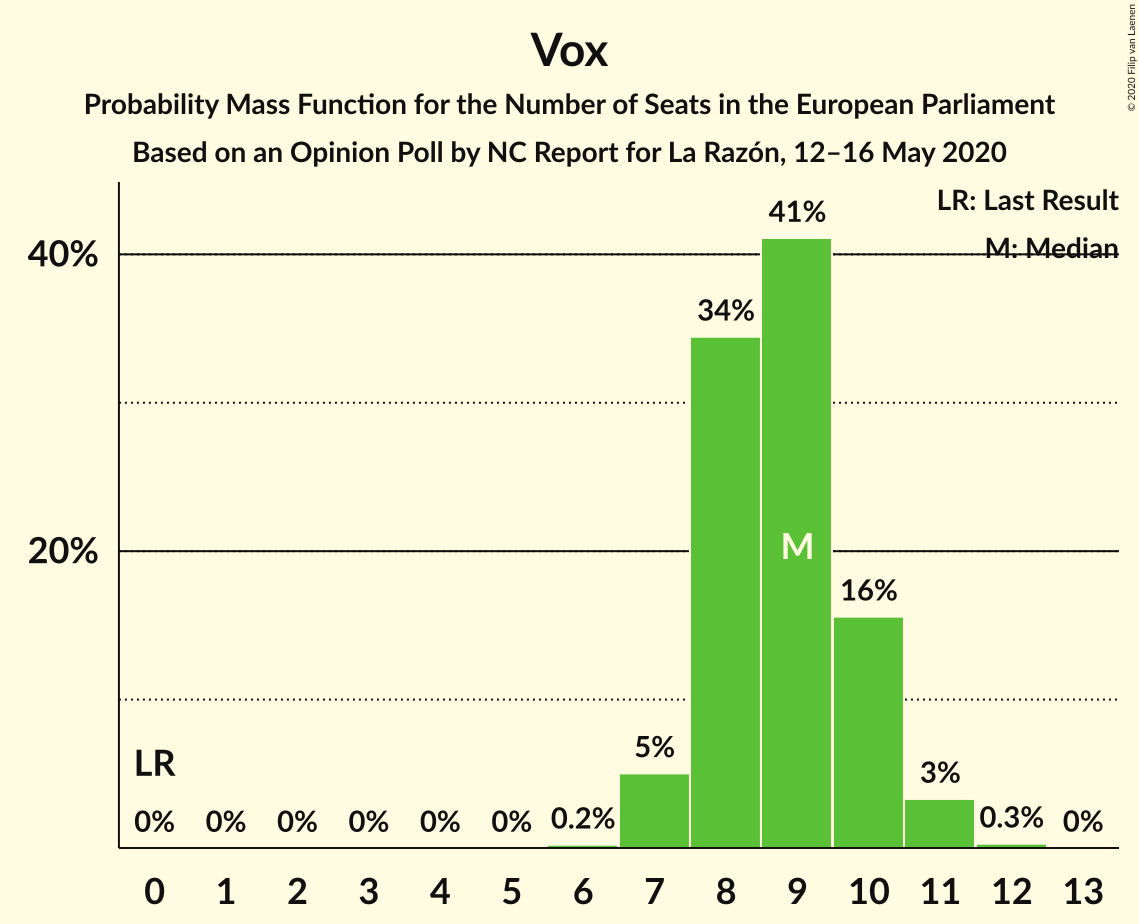 Vox
Probability Mass Function for the Number of Seats in the European Parliament
Based on an Opinion Poll by NC Report for La Razón, 12–16 May 2020
© 2020 Filip van Laenen
LR: Last Result
M: Median
40%
20%
41%
34%
M
16%
5%
3%
LR
0% 0% 0% 0% 0% 0% 0.2% 0.3% 0%
0 1 2 3 4 5 6 7 8 9 10 11 12 13